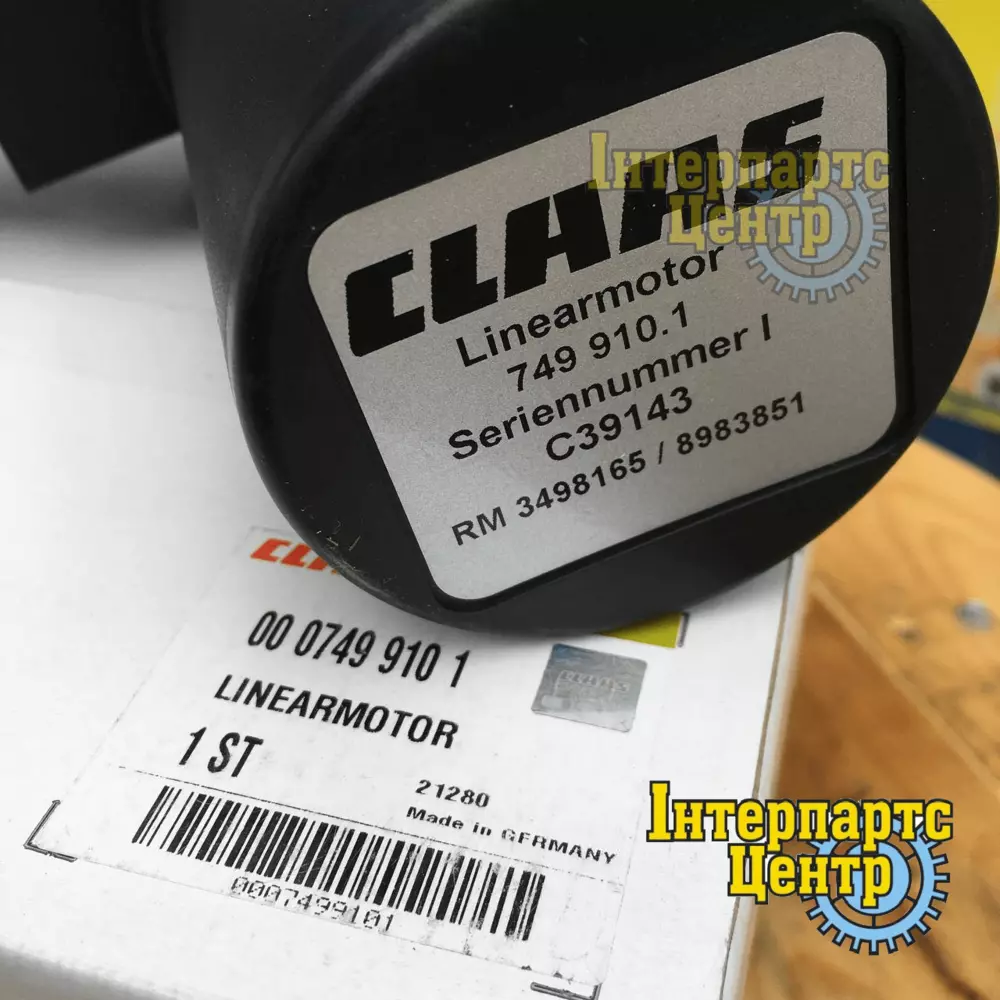 CLAAS
Linearmotor
749 910.1
Seriennummer I
C39143
RM 3498165 / 8983851
Інтерпартс
Центр
00 0749 910 1
LINEARMOTOR
1 ST
21280
Made in GERMANY
0007499101
CLAAS
Інтерпартс
Центр